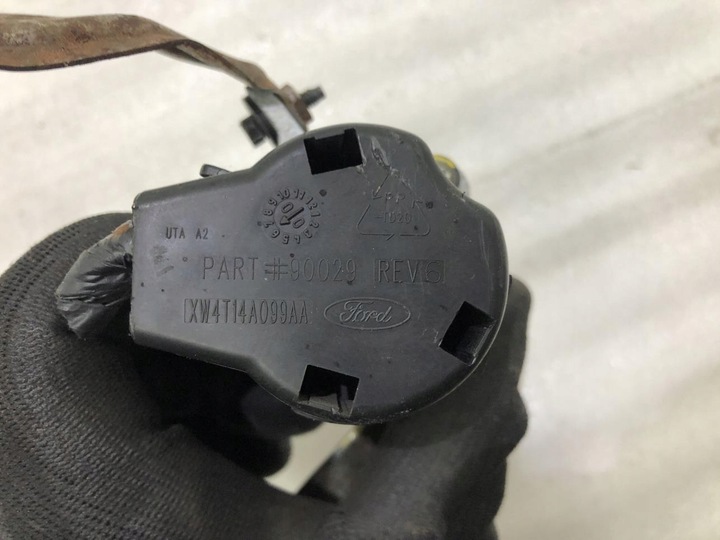 UTA A2
PART #90029 REV
XW4T14A099AA Ford